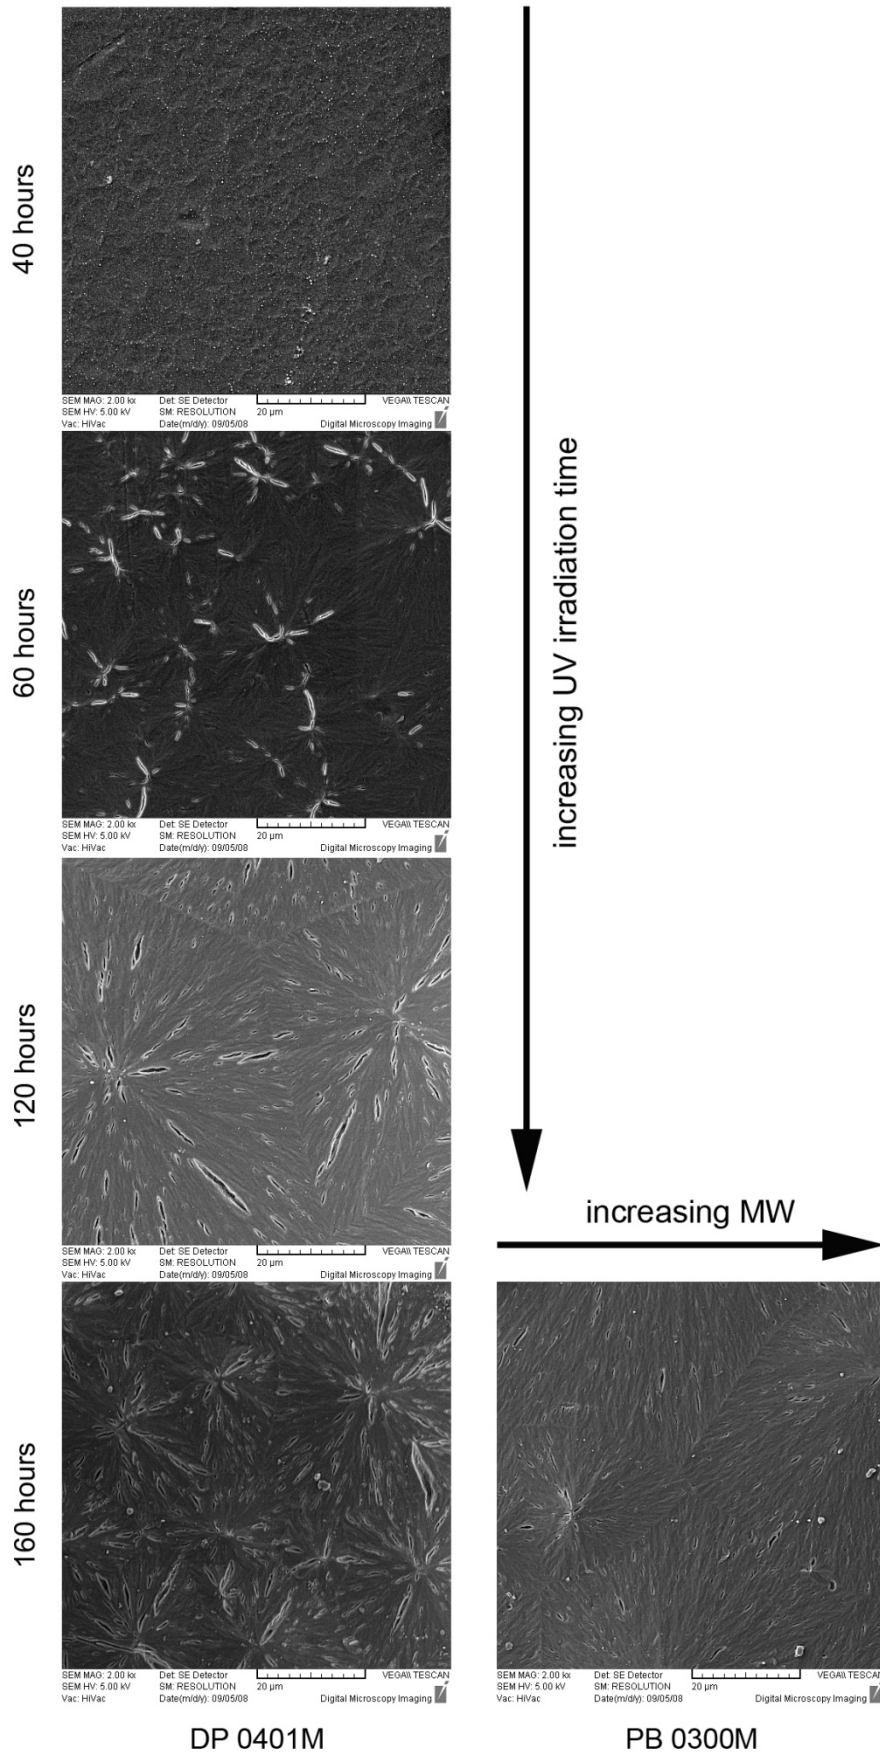 40 hours
SEM MAG: 2.00 kx Det: SE Detector VEGA\\ TESCAN
SEM HV: 5.00 kV SM: RESOLUTION 20 µm
Vac: HiVac Date(m/d/y): 09/05/08 Digital Microscopy Imaging
60 hours
SEM MAG: 2.00 kx Det: SE Detector VEGA\\ TESCAN
SEM HV: 5.00 kV SM: RESOLUTION 20 µm
Vac: HiVac Date(m/d/y): 09/05/08 Digital Microscopy Imaging
increasing UV irradiation time
120 hours
SEM MAG: 2.00 kx Det: SE Detector VEGA\\ TESCAN
SEM HV: 5.00 kV SM: RESOLUTION 20 µm
Vac: HiVac Date(m/d/y): 09/05/08 Digital Microscopy Imaging
increasing MW
160 hours
SEM MAG: 2.00 kx Det: SE Detector VEGA\\ TESCAN
SEM HV: 5.00 kV SM: RESOLUTION 20 µm
Vac: HiVac Date(m/d/y): 09/05/08 Digital Microscopy Imaging
SEM MAG: 2.00 kx Det: SE Detector VEGA\\ TESCAN
SEM HV: 5.00 kV SM: RESOLUTION 20 µm
Vac: HiVac Date(m/d/y): 09/05/08 Digital Microscopy Imaging
DP 0401M
PB 0300M